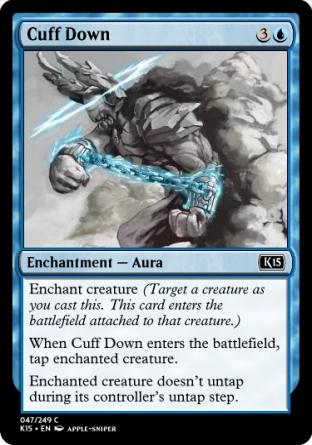 Cuff Down 3
K15
Enchantment — Aura
Enchant creature (Target a creature as
you cast this. This card enters the
battlefield attached to that creature.)
When Cuff Down enters the battlefield,
tap enchanted creature.
Enchanted creature doesn't untap
during its controller's untap step.
047/249 C
K15 • EN APPLE-SNIPER